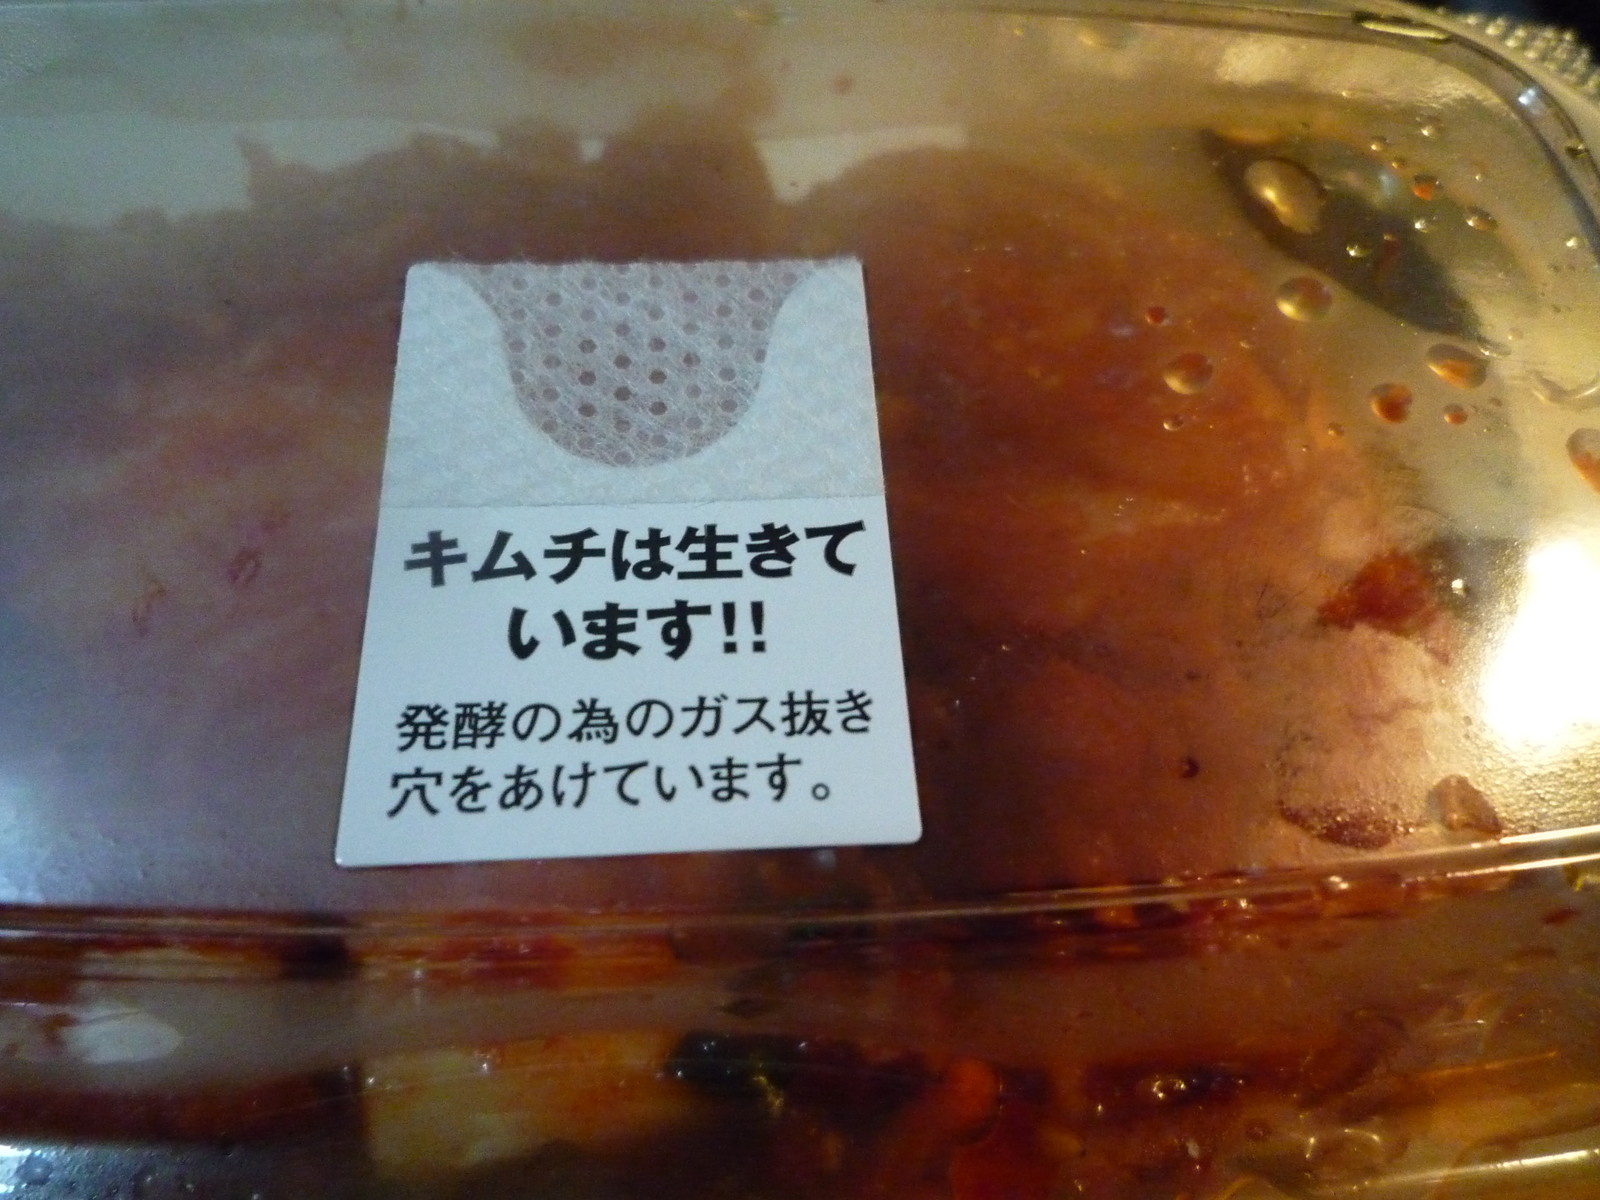 キムチは生きて
います!!
発酵の為のガス抜き
穴をあけています。